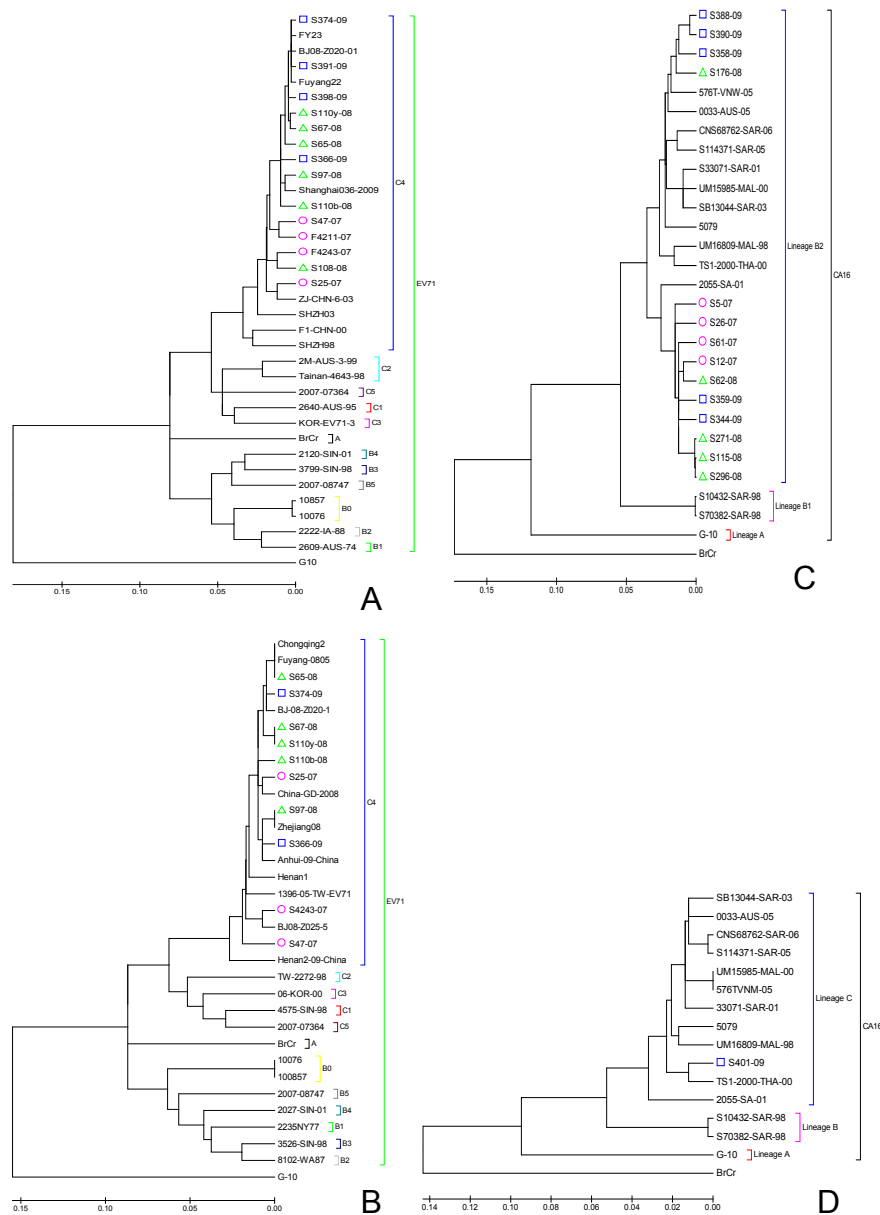 S374-09
FY23
BJ08-Z020-01
S391-09
Fuyang22
S398-09
S110y-08
S67-08
S65-08
S366-09
S97-08
Shanghai036-2009
S110b-08
S47-07
F4211-07
F4243-07
S108-08
S25-07
ZJ-CHN-6-03
SHZH03
F1-CHN-00
SHZH98
C4
2M-AUS-3-99
Tainan-4643-98
C2
2007-07364
C5
2640-AUS-95
C1
KOR-EV71-3
C3
BrCr
A
2120-SIN-01
B4
3799-SIN-98
B3
2007-08747
B5
10857
10076
B0
2222-IA-88
B2
2609-AUS-74
B1
EV71
G10
0.15
0.10
0.05
0.00
A
S388-09
S390-09
S358-09
S176-08
576T-VNW-05
0033-AUS-05
CNS68762-SAR-06
S114371-SAR-05
S33071-SAR-01
UM15985-MAL-00
SB13044-SAR-03
5079
UM16809-MAL-98
TS1-2000-THA-00
2055-SA-01
S5-07
S26-07
S61-07
S12-07
S62-08
S359-09
S344-09
S271-08
S115-08
S296-08
Lineage B2
S10432-SAR-98
S70382-SAR-98
Lineage B1
G-10
Lineage A
CA16
BrCr
0.15
0.10
0.05
0.00
C
Chongqing2
Fuyang-0805
S65-08
S374-09
BJ-08-Z020-1
S67-08
S110y-08
S110b-08
S25-07
China-GD-2008
S97-08
Zhejiang08
S366-09
Anhui-09-China
Henan1
1396-05-TW-EV71
S4243-07
BJ08-Z025-5
S47-07
Henan2-09-China
C4
TW-2272-98
C2
06-KOR-00
C3
4575-SIN-98
C1
2007-07364
C5
BrCr
A
10076
100857
B0
2007-08747
B5
2027-SIN-01
B4
2235NY77
B1
3526-SIN-98
B3
8102-WA87
B2
EV71
G-10
0.15
0.10
0.05
0.00
B
SB13044-SAR-03
0033-AUS-05
CNS68762-SAR-06
S114371-SAR-05
UM15985-MAL-00
576TVNM-05
33071-SAR-01
5079
UM16809-MAL-98
S401-09
TS1-2000-THA-00
2055-SA-01
Lineage C
S10432-SAR-98
S70382-SAR-98
Lineage B
G-10
Lineage A
CA16
BrCr
0.14
0.12
0.10
0.08
0.06
0.04
0.02
0.00
D